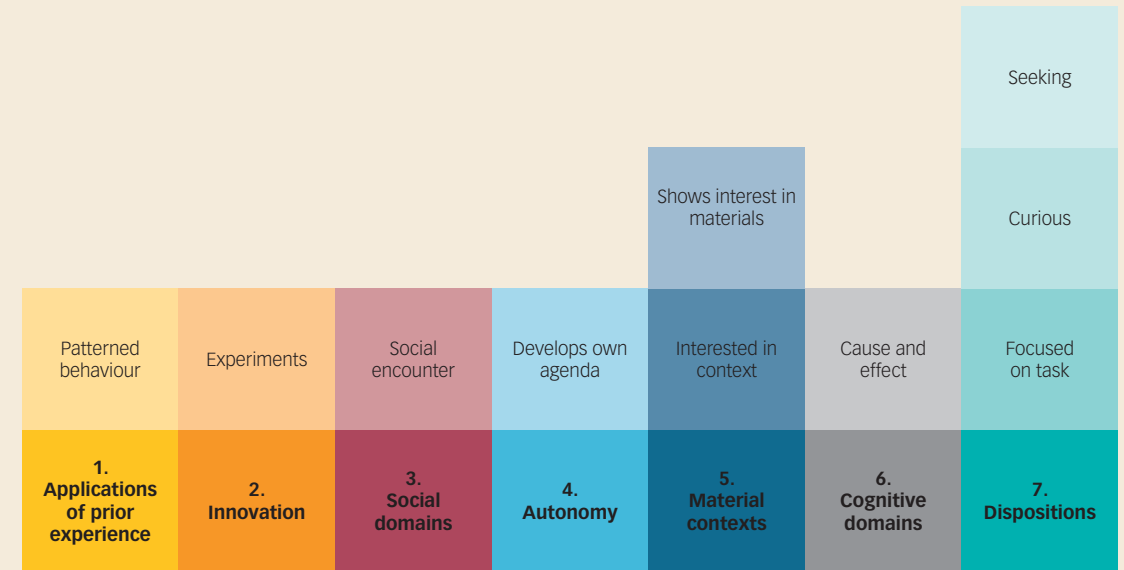 Seeking
Shows interest in
materials
Curious
Patterned
behaviour
Experiments
Social
encounter
Develops own
agenda
Interested in
context
Cause and
effect
Focused
on task
1.
Applications
of prior
experience
2.
Innovation
3.
Social
domains
4.
Autonomy
5.
Material
contexts
6.
Cognitive
domains
7.
Dispositions